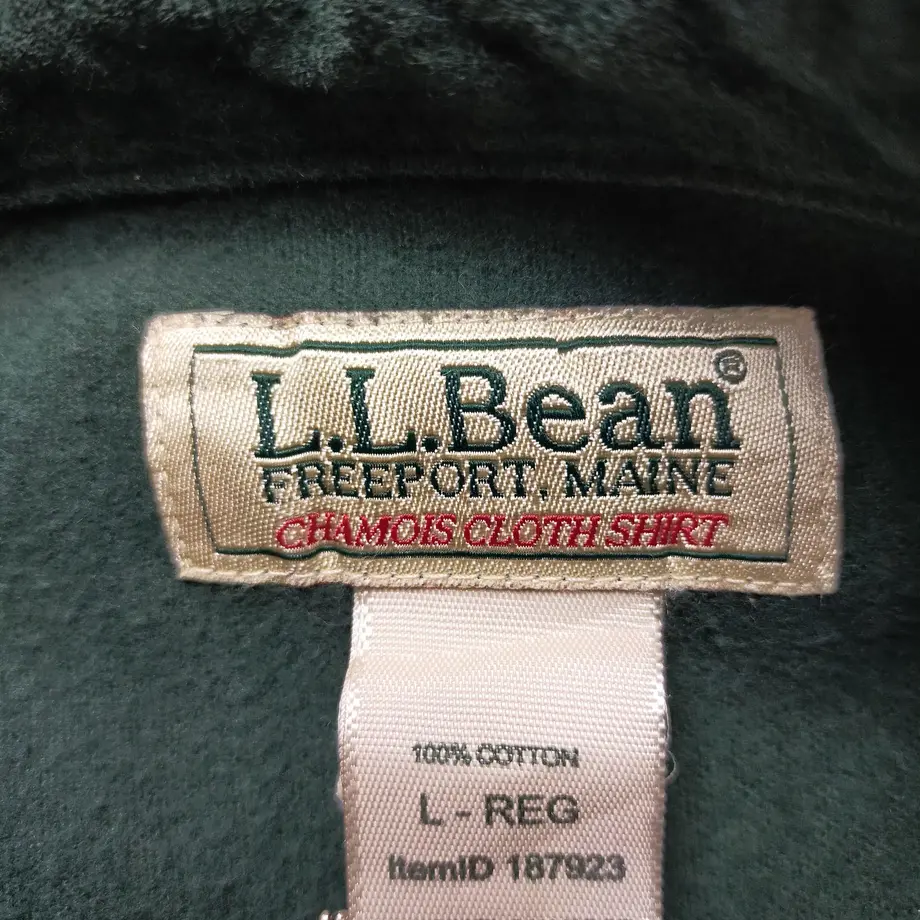 L.L.Bean®
FREEPORT, MAINE
CHAMOIS CLOTH SHIRT
100% COTTON
L - REG
ItemID 187923